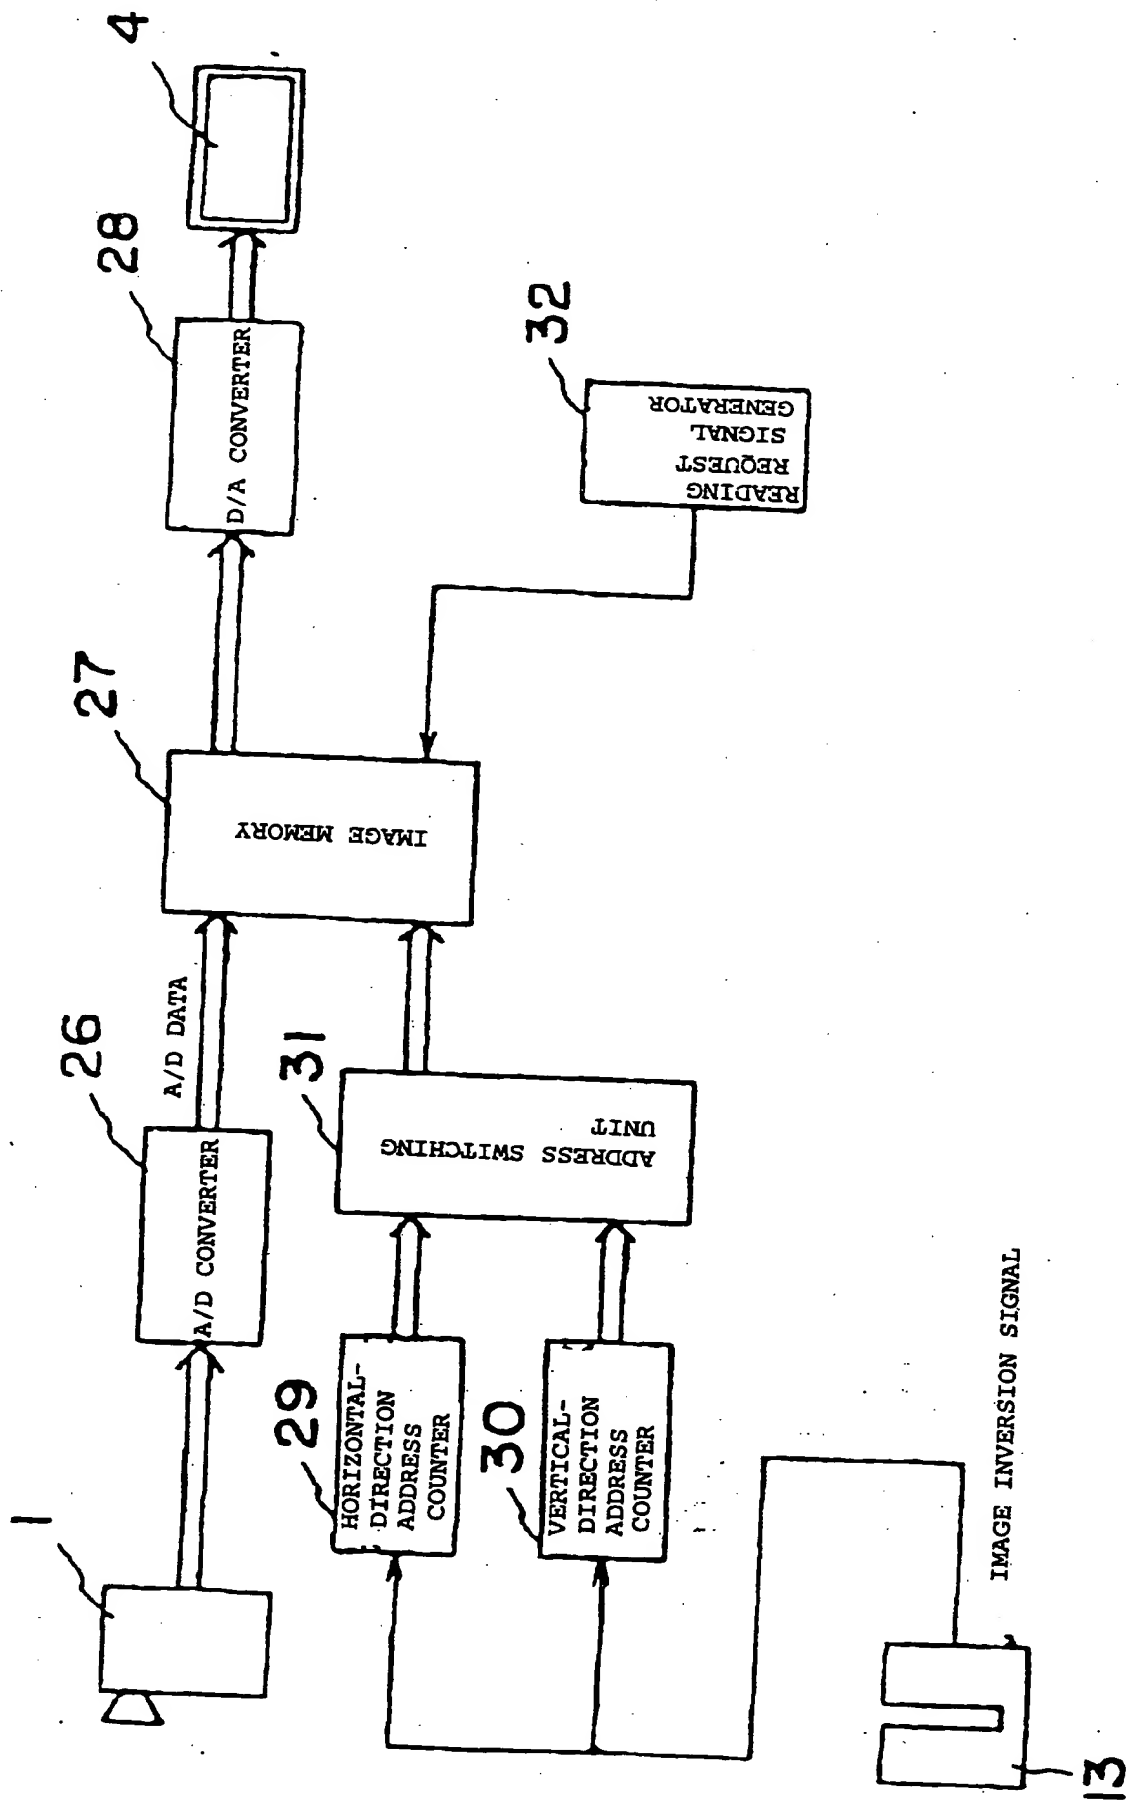 1
A/D CONVERTER
26
A/D DATA
IMAGE MEMORY
27
D/A CONVERTER
28
4
HORIZONTAL-
DIRECTION
ADDRESS
COUNTER
29
VERTICAL-
DIRECTION
ADDRESS
COUNTER
30
ADDRESS SWITCHING
UNIT
31
READING
REQUEST
SIGNAL
GENERATOR
32
IMAGE INVERSION SIGNAL
13